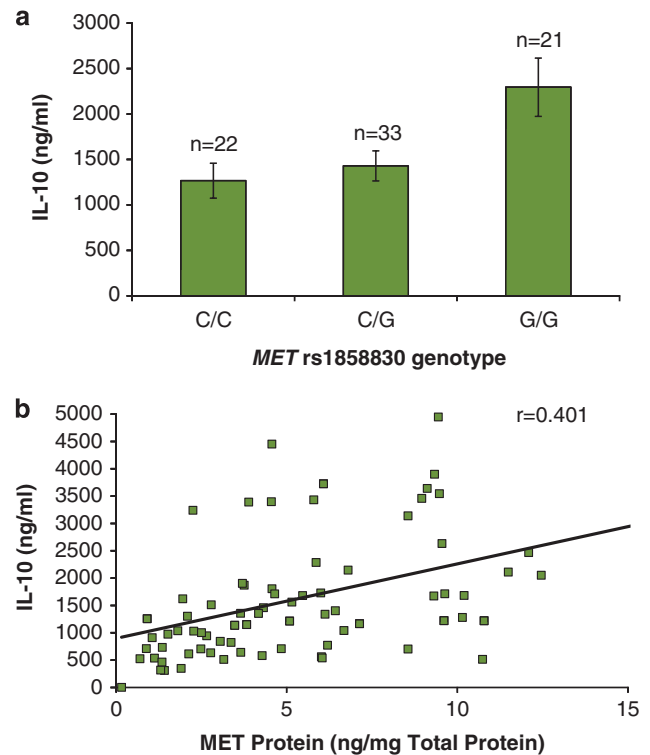 a
3000
2500
2000
1500
1000
500
0
IL-10 (ng/ml)
n=22
n=33
n=21
C/C
C/G
G/G
MET rs1858830 genotype
b
5000
4500
4000
3500
3000
2500
2000
1500
1000
500
0
IL-10 (ng/ml)
r=0.401
0
5
10
15
MET Protein (ng/mg Total Protein)